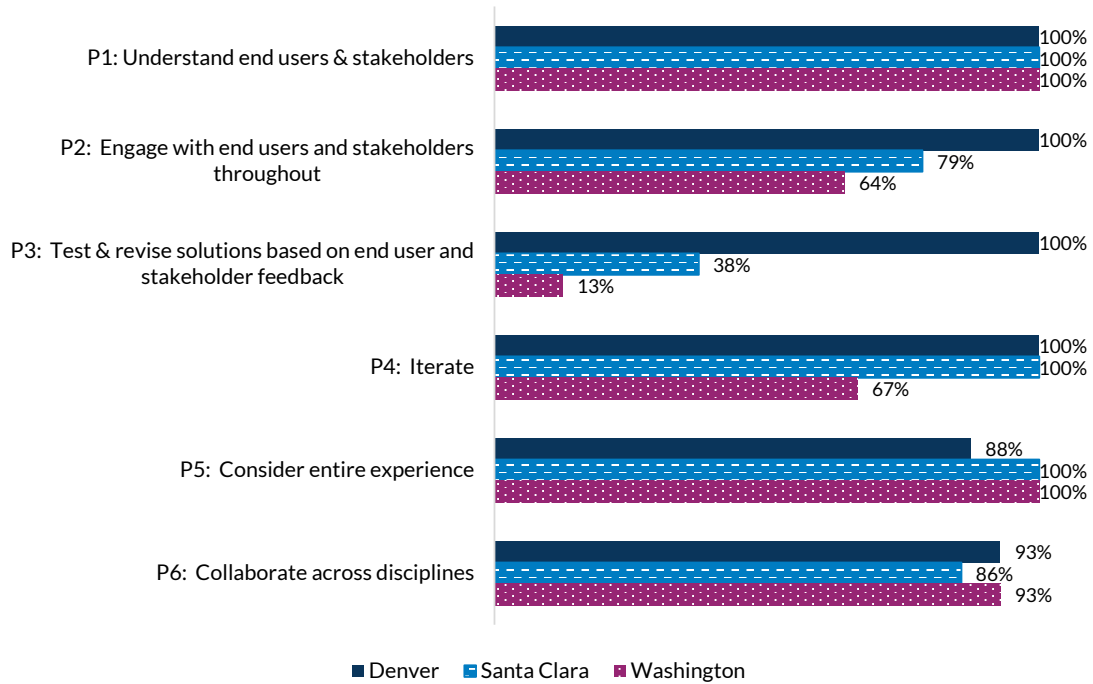 P1: Understand end users & stakeholders
100%
100%
100%
P2: Engage with end users and stakeholders
throughout
100%
79%
64%
P3: Test & revise solutions based on end user and
stakeholder feedback
100%
38%
13%
P4: Iterate
100%
100%
67%
P5: Consider entire experience
88%
100%
100%
P6: Collaborate across disciplines
93%
86%
93%
Denver Santa Clara Washington